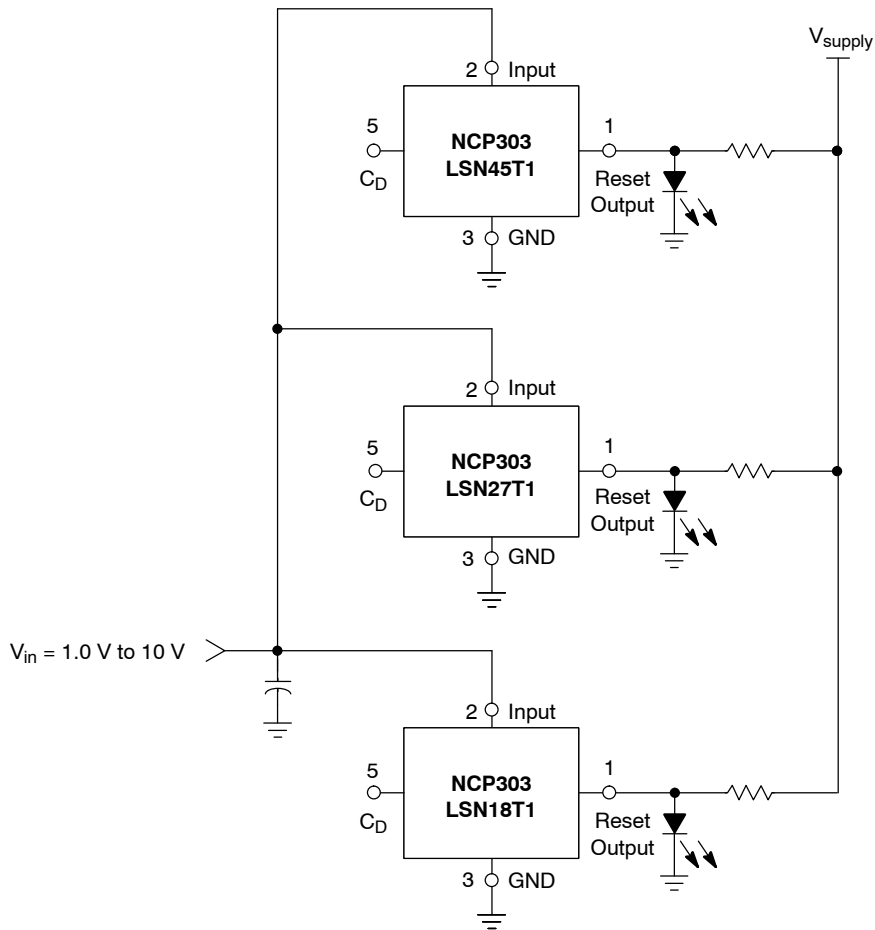 V_supply
2 Input
5
1
NCP303
LSN45T1
C_D
Reset
Output
3 GND
2 Input
5
1
NCP303
LSN27T1
C_D
Reset
Output
3 GND
V_in = 1.0 V to 10 V
2 Input
5
1
NCP303
LSN18T1
C_D
Reset
Output
3 GND